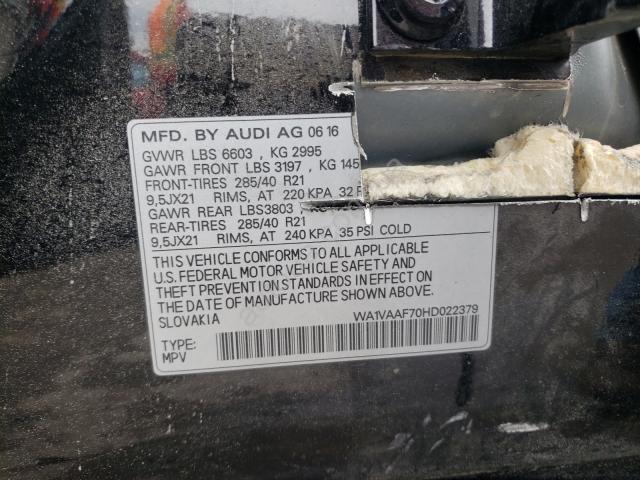 MFD. BY AUDI AG 06 16
GVWR LBS 6603 , KG 2995
GAWR FRONT LBS 3197 , KG 145
FRONT-TIRES 285/40 R21
9,5JX21 RIMS, AT 220 KPA 32
GAWR REAR LBS3803 ,
REAR-TIRES 285/40 R21
9,5JX21 RIMS, AT 240 KPA 35 PSI COLD
THIS VEHICLE CONFORMS TO ALL APPLICABLE
U.S. FEDERAL MOTOR VEHICLE SAFETY AND
THEFT PREVENTION STANDARDS IN EFFECT ON
THE DATE OF MANUFACTURE SHOWN ABOVE.
SLOVAKIA
WA1VAAF70HD022379
TYPE:
MPV